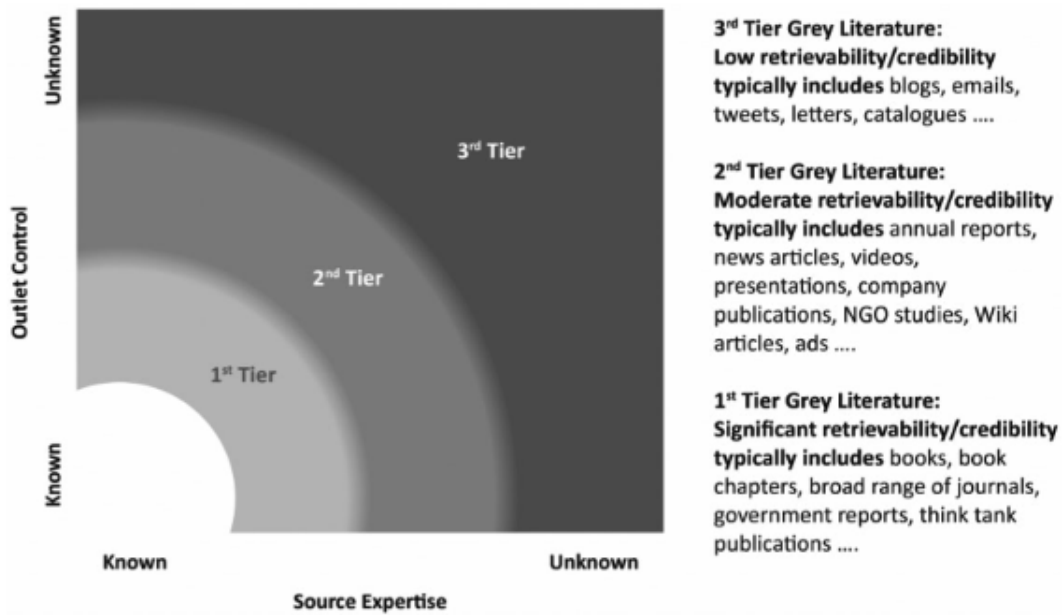 Unknown
Outlet Control
Known
3rd Tier
2nd Tier
1st Tier
Known
Unknown
Source Expertise
3rd Tier Grey Literature:
Low retrievability/credibility
typically includes blogs, emails,
tweets, letters, catalogues ....
2nd Tier Grey Literature:
Moderate retrievability/credibility
typically includes annual reports,
news articles, videos,
presentations, company
publications, NGO studies, Wiki
articles, ads ....
1st Tier Grey Literature:
Significant retrievability/credibility
typically includes books, book
chapters, broad range of journals,
government reports, think tank
publications ....